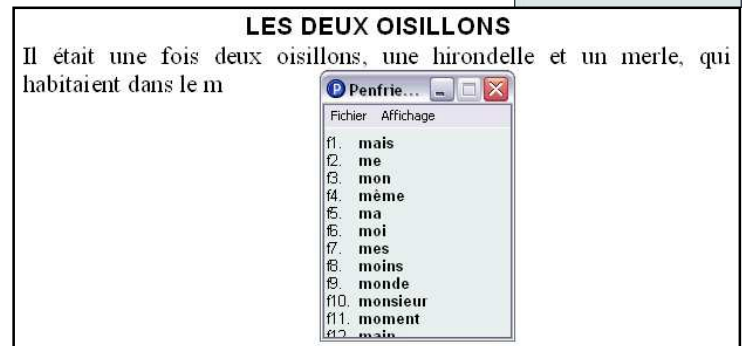 LES DEUX OISILLONS
Il était une fois deux oisillons, une hirondelle et un merle, qui
habitaient dans le m
Penfrie...
Fichier Affichage
f1. mais
f2. me
f3. mon
f4. même
f5. ma
f6. moi
f7. mes
f8. moins
f9. monde
f10. monsieur
f11. moment
f12. main